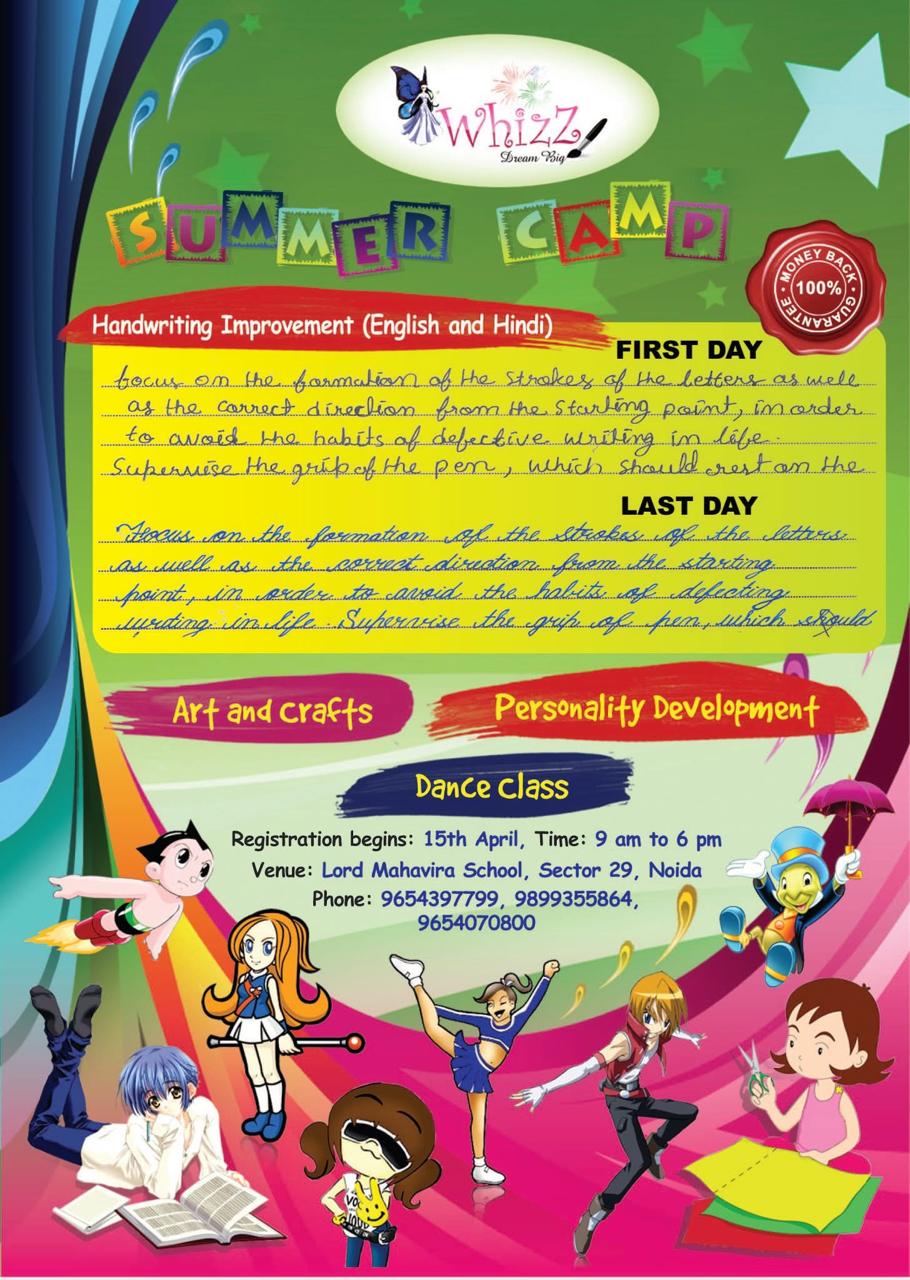 Whizz
Dream Big
SUMMER CAMP
MONEY BACK
100%
GUARANTEE
Handwriting Improvement (English and Hindi)
FIRST DAY
focus on the formation of the strokes of the letters as well
as the correct direction from the starting point, in order
to avoid the habits of defective writing in life.
Supervise the grip of the pen, which should rest on the
LAST DAY
Focus on the formation of the strokes of the letters
as well as the correct direction from the starting
point, in order to avoid the habits of defecting
writing in life. Supervise the grip of pen, which should
Art and Crafts
Personality Development
Dance Class
Registration begins: 15th April, Time: 9 am to 6 pm
Venue: Lord Mahavira School, Sector 29, Noida
Phone: 9654397799, 9899355864,
9654070800